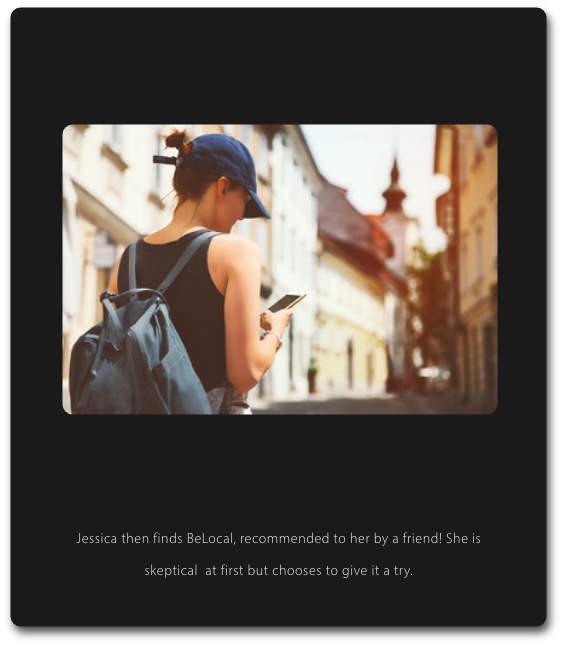 Jessica then finds BeLocal, recommended to her by a friend! She is
skeptical  at first but chooses to give it a try.